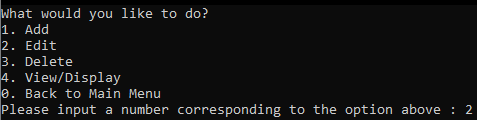 What would you like to do?
1. Add
2. Edit
3. Delete
4. View/Display
0. Back to Main Menu
Please input a number corresponding to the option above : 2